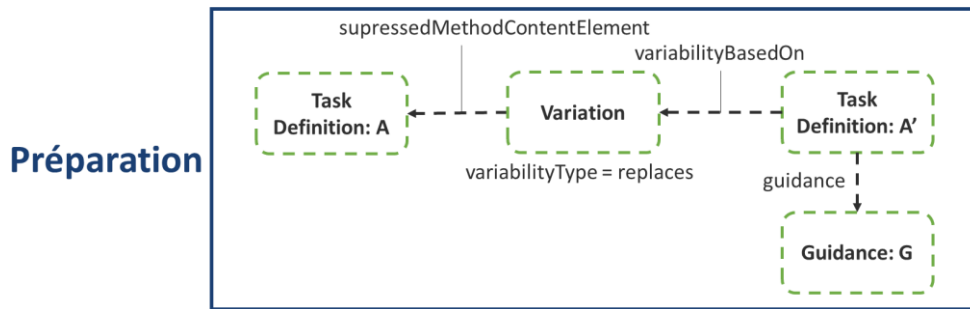 supressedMethodContentElement
variabilityBasedOn
Task
Definition: A
Variation
Task
Definition: A’
Préparation
variabilityType = replaces
guidance
Guidance: G